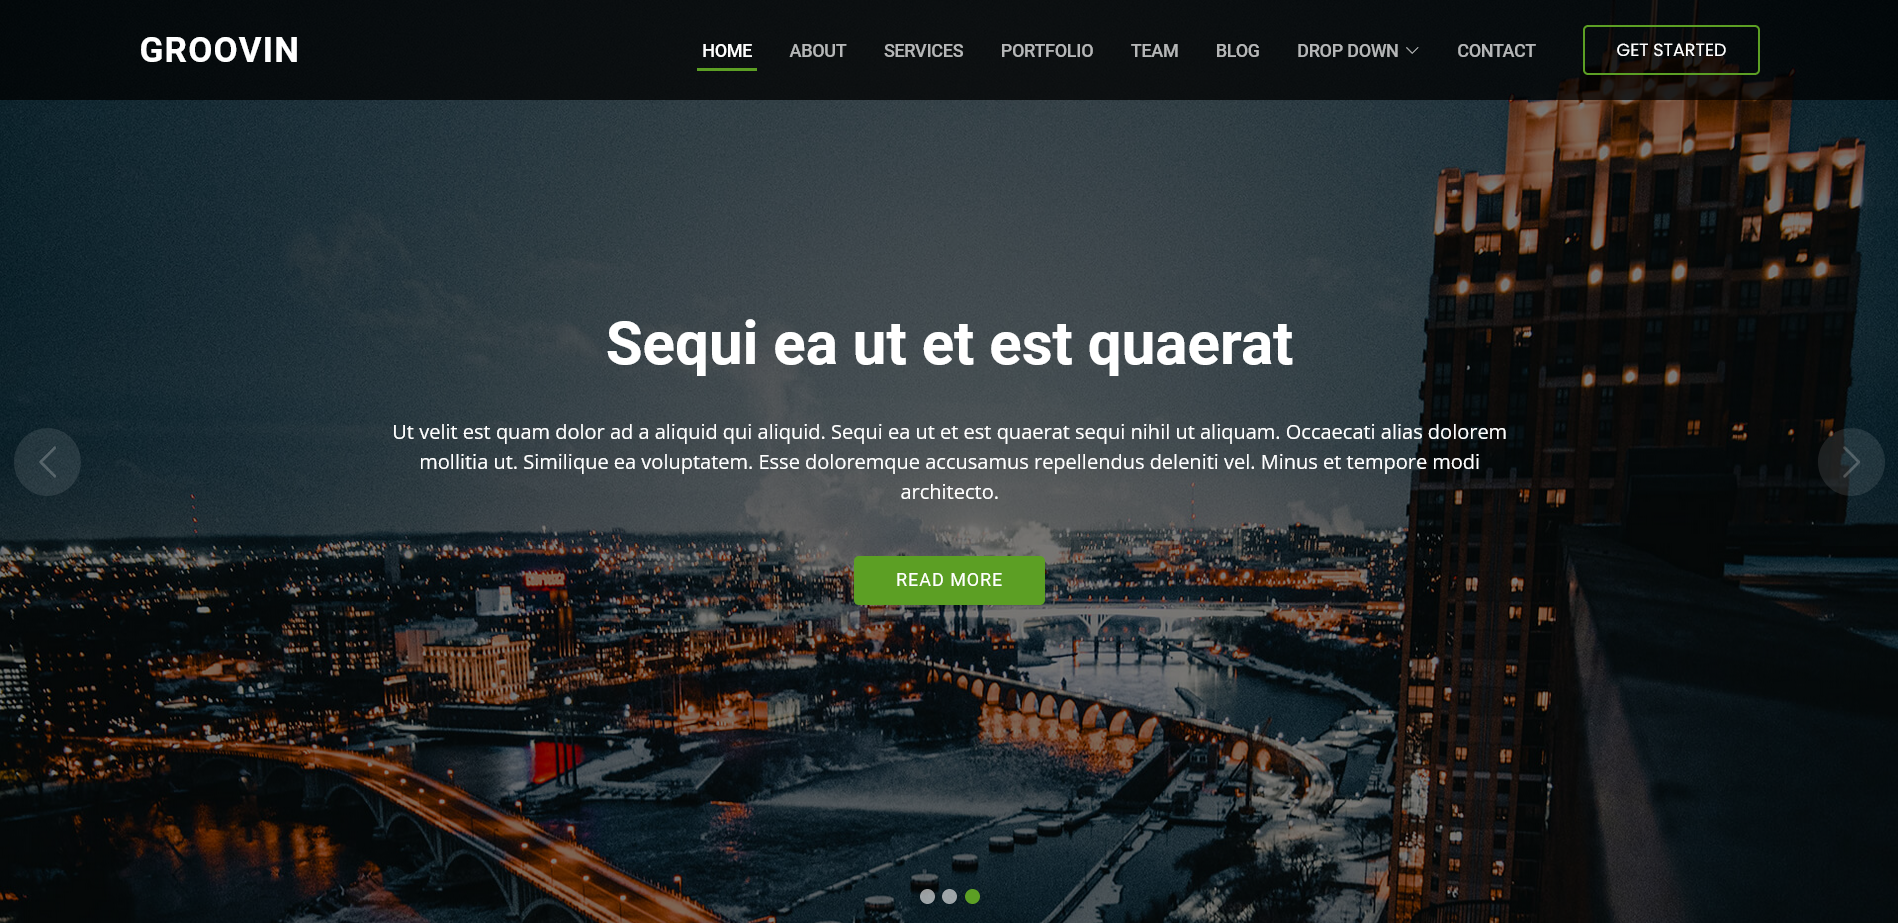 GROOVIN
HOME ABOUT SERVICES PORTFOLIO TEAM BLOG DROP DOWN CONTACT GET STARTED
Sequi ea ut et est quaerat
Ut velit est quam dolor ad a aliquid qui aliquid. Sequi ea ut et est quaerat sequi nihil ut aliquam. Occaecati alias dolorem
mollitia ut. Similique ea voluptatem. Esse doloremque accusamus repellendus deleniti vel. Minus et tempore modi
architecto.
READ MORE